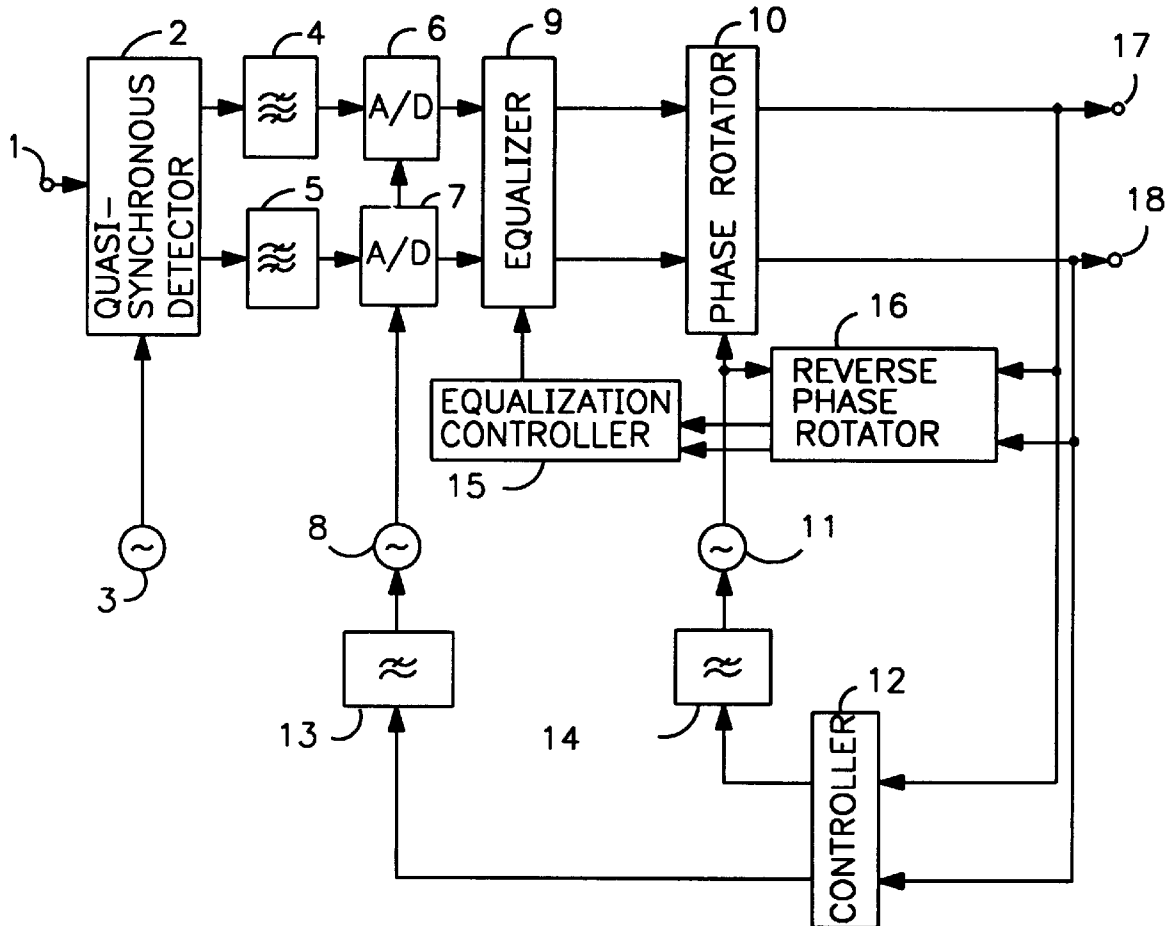 2
4
6
9
10
17
QUASI-
SYNCHRONOUS
DETECTOR
A/D
EQUALIZER
PHASE ROTATOR
1
5
7
A/D
18
16
EQUALIZATION
CONTROLLER
REVERSE
PHASE
ROTATOR
15
8
11
3
12
13
14
CONTROLLER